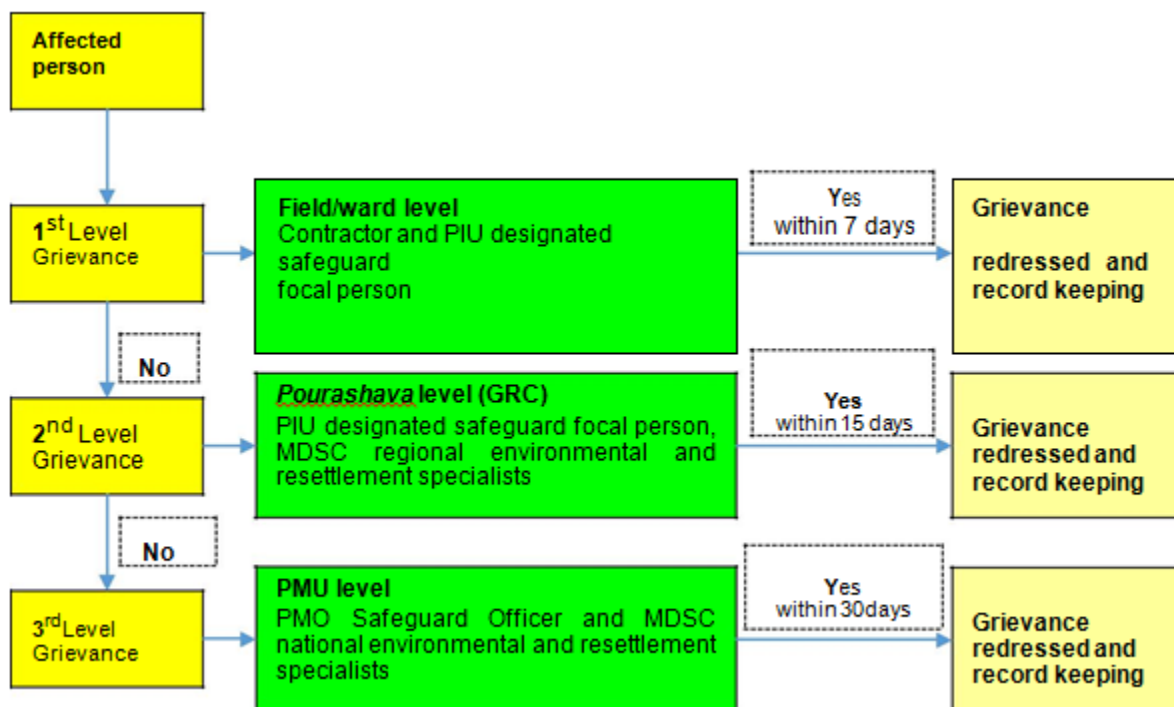 Affected
person
1st Level
Grievance
Field/ward level
Contractor and PIU designated
safeguard
focal person
Yes
within 7 days
Grievance
redressed and
record keeping
No
2nd Level
Grievance
Pourashava level (GRC)
PIU designated safeguard focal person,
MDSC regional environmental and
resettlement specialists
Yes
within 15 days
Grievance
redressed and
record keeping
No
3rd Level
Grievance
PMU level
PMO Safeguard Officer and MDSC
national environmental and resettlement
specialists
Yes
within 30days
Grievance
redressed and
record keeping